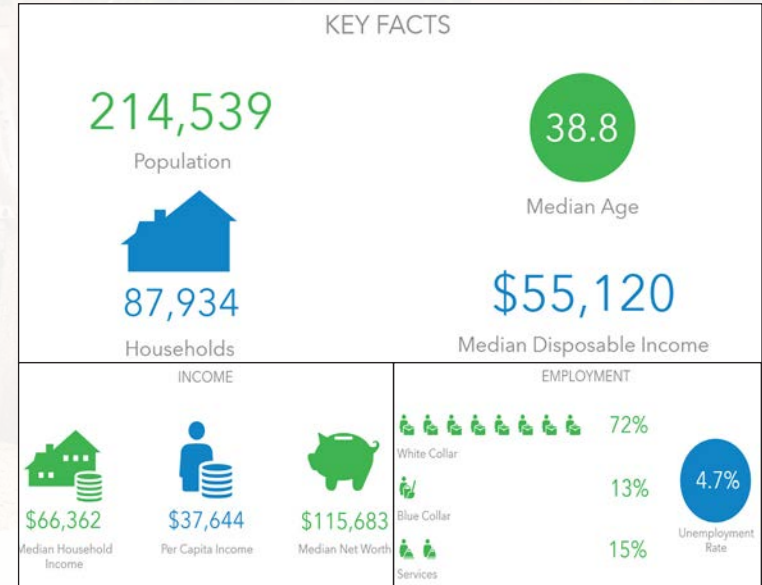 KEY FACTS
214,539
Population
38.8
Median Age
87,934
Households
$55,120
Median Disposable Income
INCOME
$66,362
Median Household
Income
$37,644
Per Capita Income
$115,683
Median Net Worth
EMPLOYMENT
72%
White Collar
13%
Blue Collar
15%
Services
4.7%
Unemployment
Rate